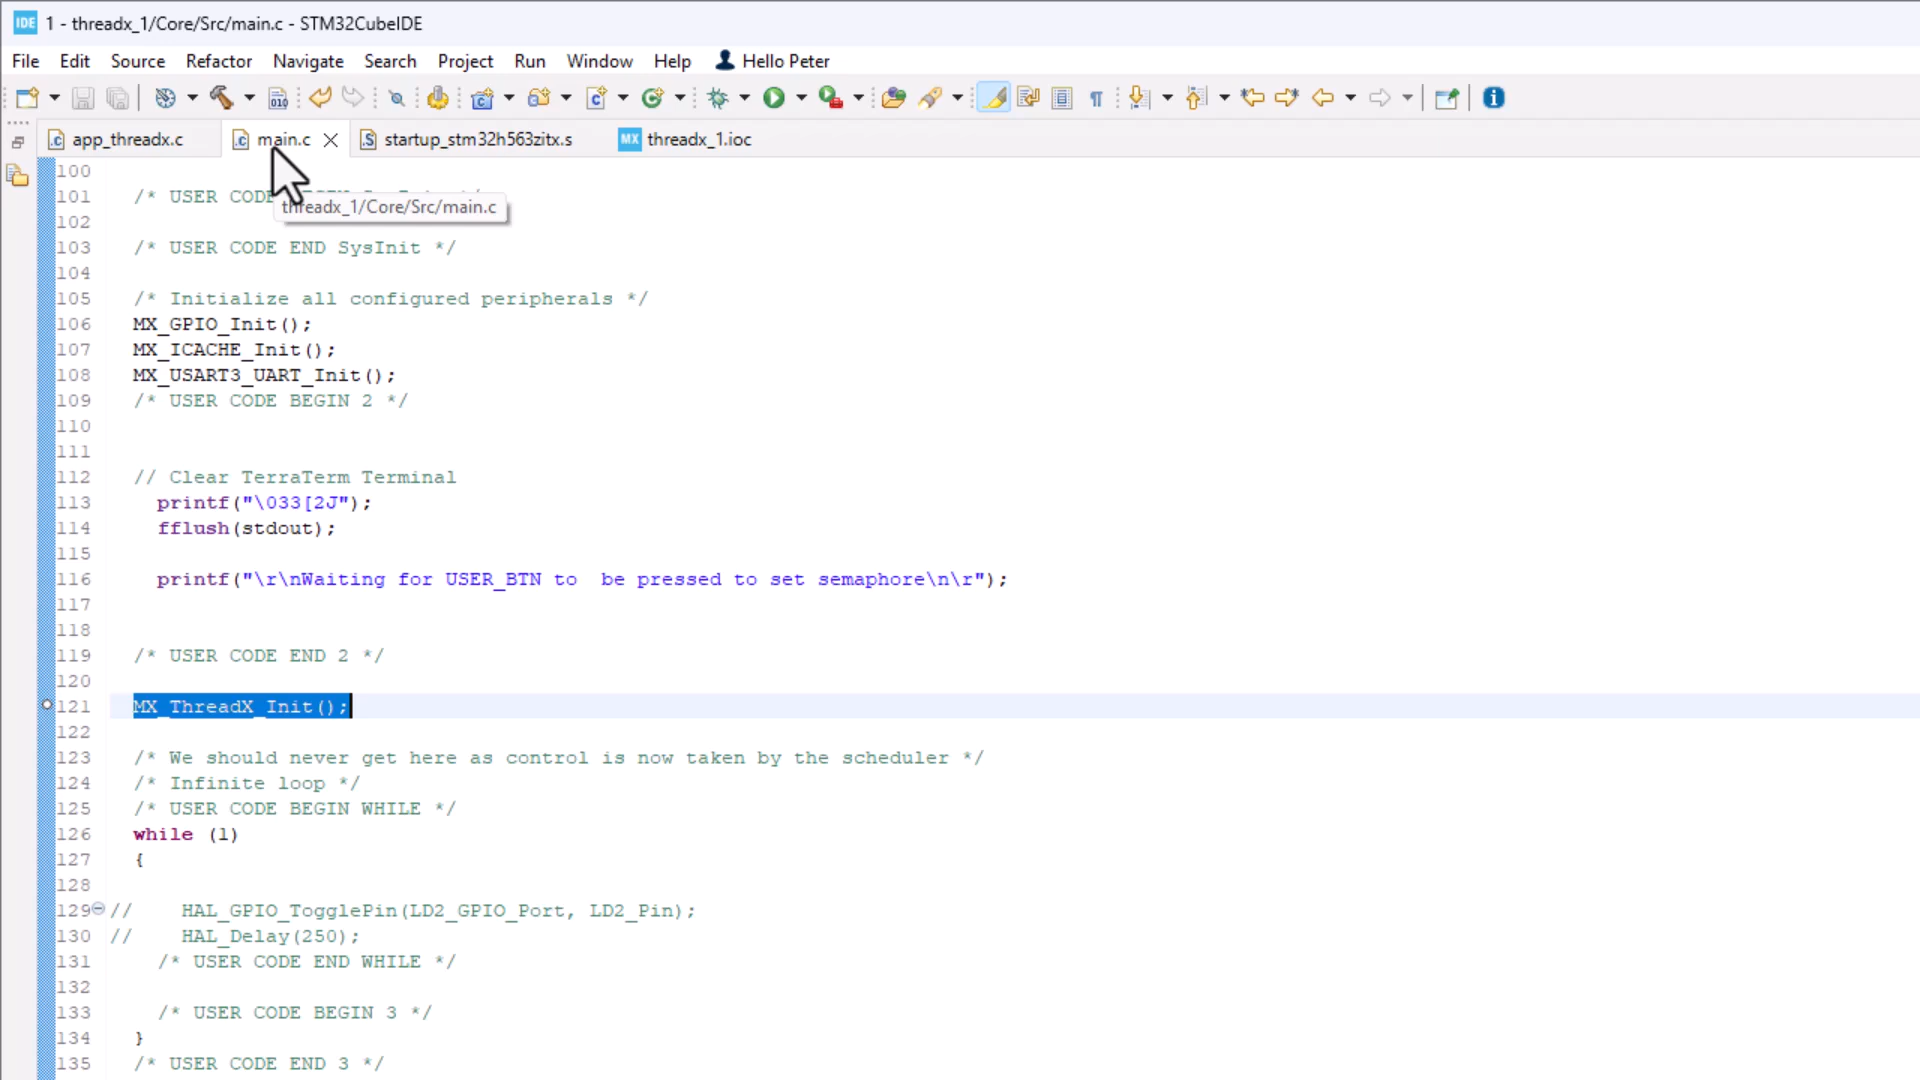 IDE 1 - threadx_1/Core/Src/main.c - STM32CubeIDE
File Edit Source Refactor Navigate Search Project Run Window Help Hello Peter
010
app_threadx.c main.c startup_stm32h563zitx.s MX threadx_1.ioc
100
101 /* USER CODE
threadx_1/Core/Src/main.c
102
103 /* USER CODE END SysInit */
104
105 /* Initialize all configured peripherals */
106 MX_GPIO_Init();
107 MX_ICACHE_Init();
108 MX_USART3_UART_Init();
109 /* USER CODE BEGIN 2 */
110
111
112 // Clear TerraTerm Terminal
113 printf("\033[2J");
114 fflush(stdout);
115
116 printf("\r\nWaiting for USER_BTN to  be pressed to set semaphore\n\r");
117
118
119 /* USER CODE END 2 */
120
121 MX_ThreadX_Init();
122
123 /* We should never get here as control is now taken by the scheduler */
124 /* Infinite loop */
125 /* USER CODE BEGIN WHILE */
126 while (1)
127 {
128
129 // HAL_GPIO_TogglePin(LD2_GPIO_Port, LD2_Pin);
130 // HAL_Delay(250);
131 /* USER CODE END WHILE */
132
133 /* USER CODE BEGIN 3 */
134 }
135 /* USER CODE END 3 */